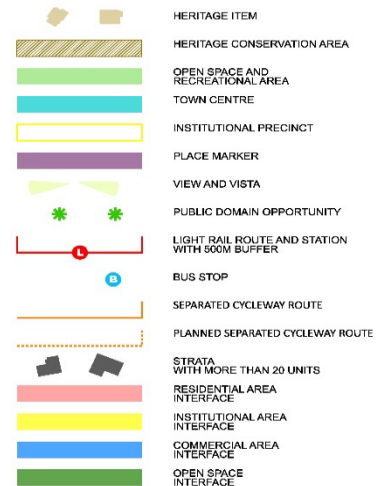 HERITAGE ITEM
HERITAGE CONSERVATION AREA
OPEN SPACE AND
RECREATIONAL AREA
TOWN CENTRE
INSTITUTIONAL PRECINCT
PLACE MARKER
VIEW AND VISTA
PUBLIC DOMAIN OPPORTUNITY
LIGHT RAIL ROUTE AND STATION
WITH 500M BUFFER
L
B
BUS STOP
SEPARATED CYCLEWAY ROUTE
PLANNED SEPARATED CYCLEWAY ROUTE
STRATA
WITH MORE THAN 20 UNITS
RESIDENTIAL AREA
INTERFACE
INSTITUTIONAL AREA
INTERFACE
COMMERCIAL AREA
INTERFACE
OPEN SPACE
INTERFACE